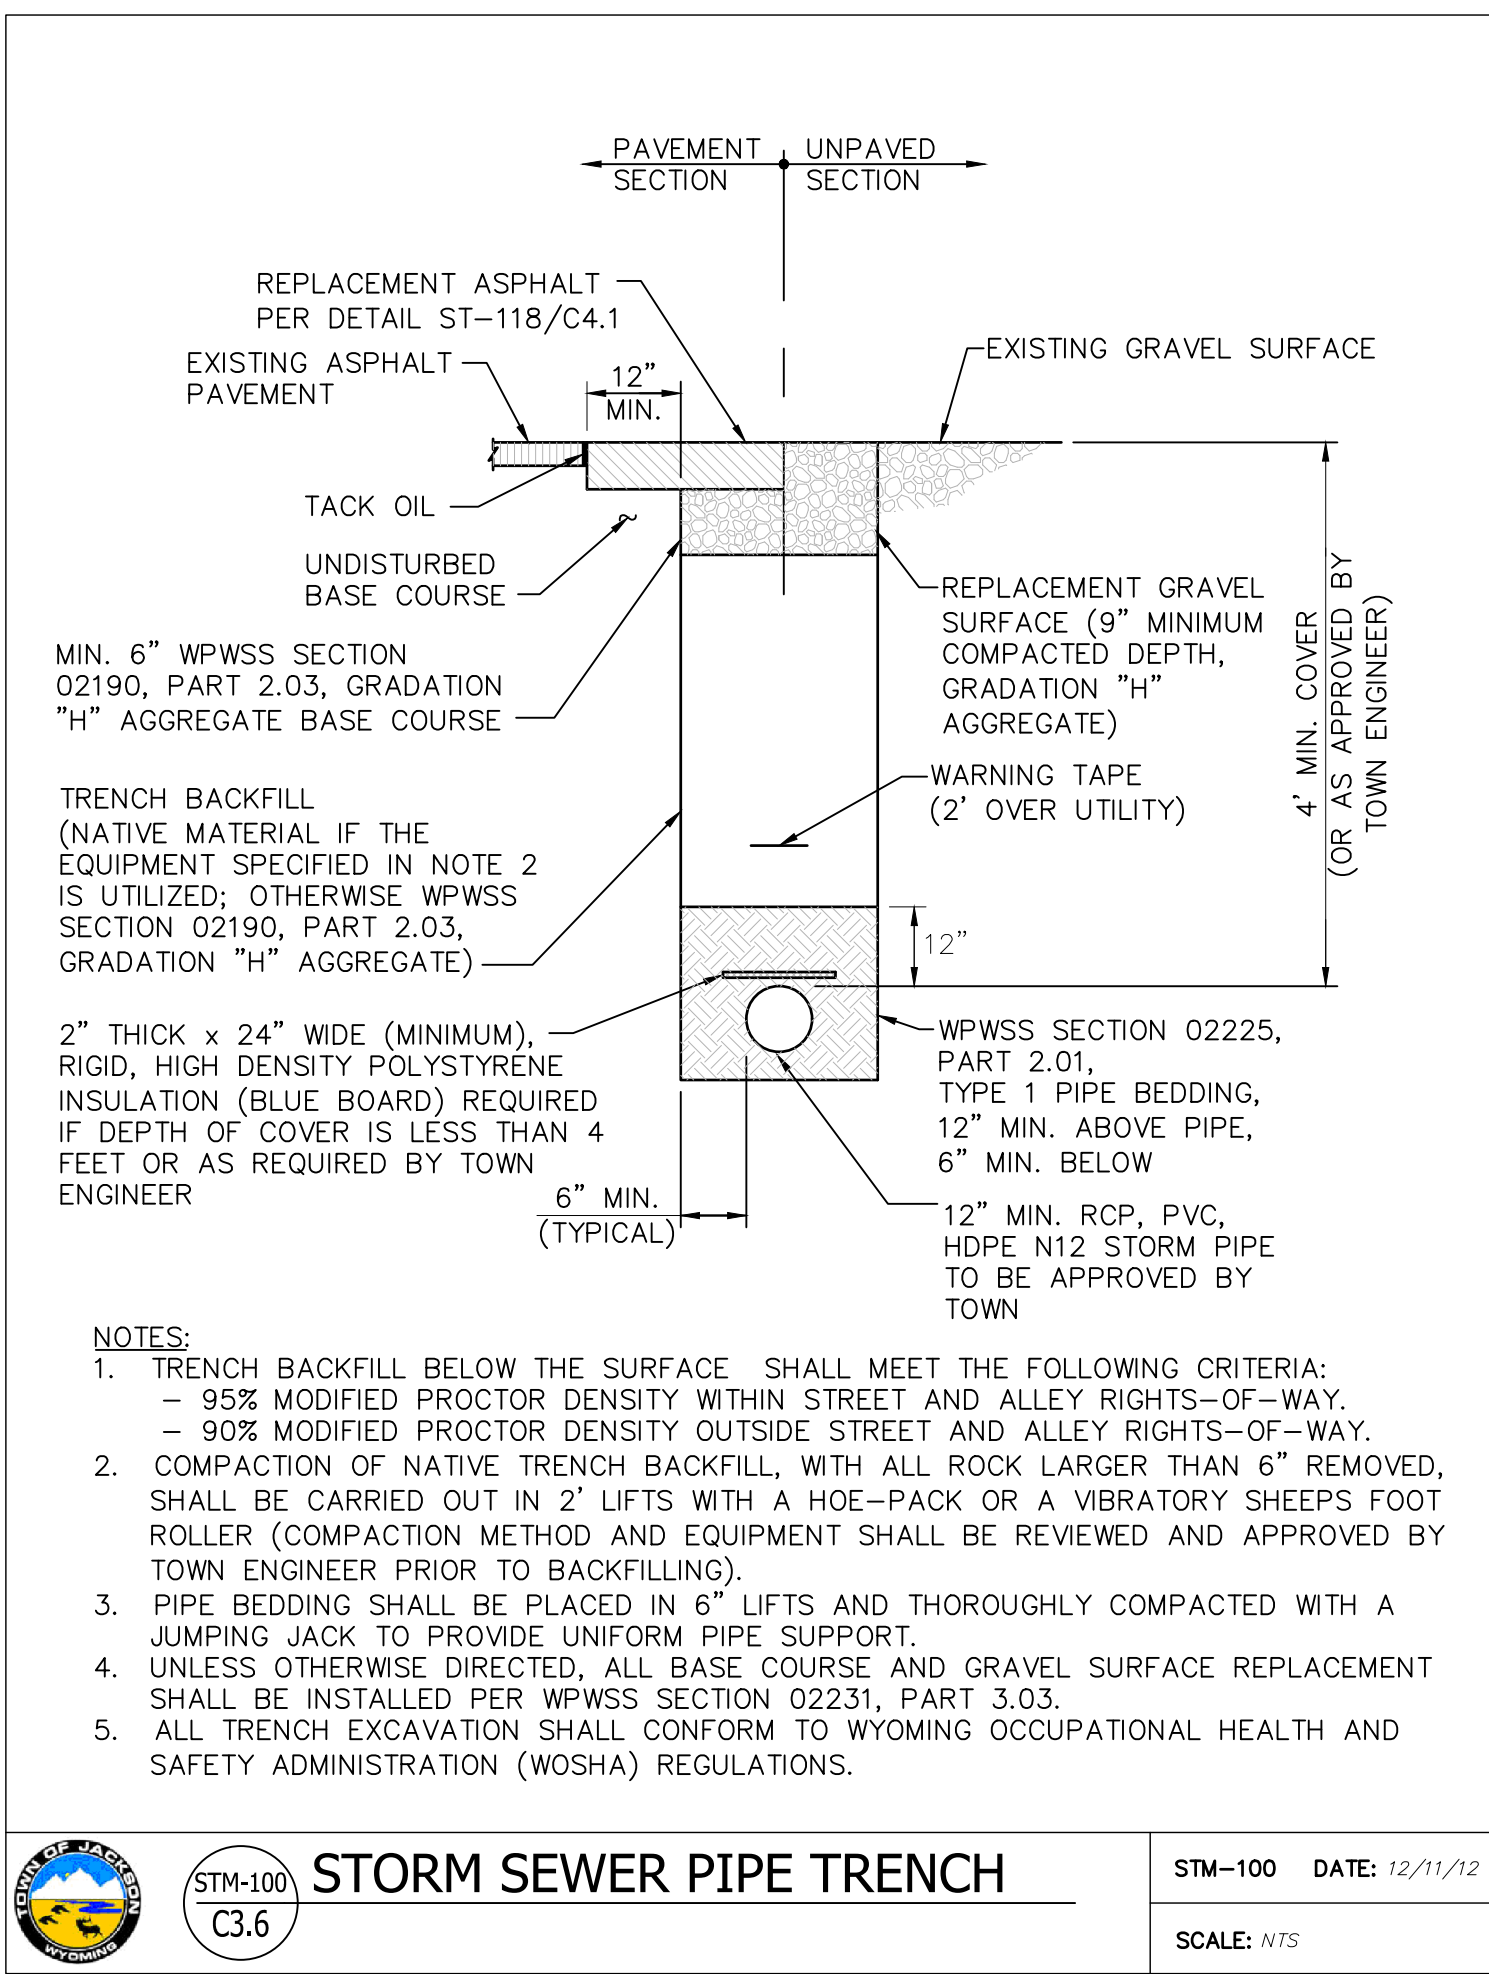 PAVEMENT
SECTION
UNPAVED
SECTION
REPLACEMENT ASPHALT
PER DETAIL ST-118/C4.1
EXISTING ASPHALT
PAVEMENT
12"
MIN.
EXISTING GRAVEL SURFACE
TACK OIL
UNDISTURBED
BASE COURSE
MIN. 6" WPWSS SECTION
02190, PART 2.03, GRADATION
"H" AGGREGATE BASE COURSE
REPLACEMENT GRAVEL
SURFACE (9" MINIMUM
COMPACTED DEPTH,
GRADATION "H"
AGGREGATE)
4' MIN. COVER
(OR AS APPROVED BY
TOWN ENGINEER)
WARNING TAPE
(2' OVER UTILITY)
TRENCH BACKFILL
(NATIVE MATERIAL IF THE
EQUIPMENT SPECIFIED IN NOTE 2
IS UTILIZED; OTHERWISE WPWSS
SECTION 02190, PART 2.03,
GRADATION "H" AGGREGATE)
12"
2" THICK x 24" WIDE (MINIMUM),
RIGID, HIGH DENSITY POLYSTYRENE
INSULATION (BLUE BOARD) REQUIRED
IF DEPTH OF COVER IS LESS THAN 4
FEET OR AS REQUIRED BY TOWN
ENGINEER
WPWSS SECTION 02225,
PART 2.01,
TYPE 1 PIPE BEDDING,
12" MIN. ABOVE PIPE,
6" MIN. BELOW
6" MIN.
(TYPICAL)
12" MIN. RCP, PVC,
HDPE N12 STORM PIPE
TO BE APPROVED BY
TOWN
NOTES:
1. TRENCH BACKFILL BELOW THE SURFACE SHALL MEET THE FOLLOWING CRITERIA:
- 95% MODIFIED PROCTOR DENSITY WITHIN STREET AND ALLEY RIGHTS-OF-WAY.
- 90% MODIFIED PROCTOR DENSITY OUTSIDE STREET AND ALLEY RIGHTS-OF-WAY.
2. COMPACTION OF NATIVE TRENCH BACKFILL, WITH ALL ROCK LARGER THAN 6" REMOVED,
SHALL BE CARRIED OUT IN 2' LIFTS WITH A HOE-PACK OR A VIBRATORY SHEEPS FOOT
ROLLER (COMPACTION METHOD AND EQUIPMENT SHALL BE REVIEWED AND APPROVED BY
TOWN ENGINEER PRIOR TO BACKFILLING).
3. PIPE BEDDING SHALL BE PLACED IN 6" LIFTS AND THOROUGHLY COMPACTED WITH A
JUMPING JACK TO PROVIDE UNIFORM PIPE SUPPORT.
4. UNLESS OTHERWISE DIRECTED, ALL BASE COURSE AND GRAVEL SURFACE REPLACEMENT
SHALL BE INSTALLED PER WPWSS SECTION 02231, PART 3.03.
5. ALL TRENCH EXCAVATION SHALL CONFORM TO WYOMING OCCUPATIONAL HEALTH AND
SAFETY ADMINISTRATION (WOSHA) REGULATIONS.
TOWN OF JACKSON
WYOMING
STM-100
C3.6
STORM SEWER PIPE TRENCH
STM-100 DATE: 12/11/12
SCALE: NTS